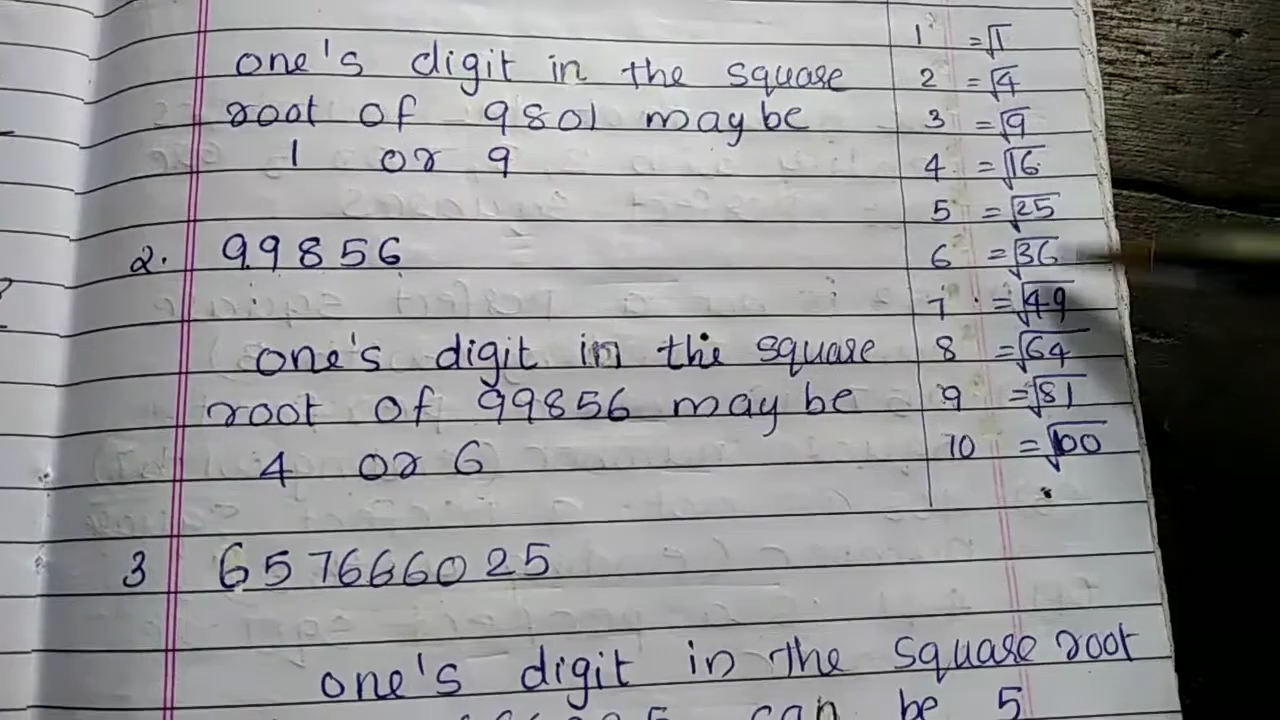 one's digit in the square
root of 9801 may be
1 or 9
2. 99856
one's digit in the square
root of 99856 may be
4 or 6
3 657666025
one's digit in the square root
can be 5
1 = √1
2 = √4
3 = √9
4 = √16
5 = √25
6 = √36
7 = √49
8 = √64
9 = √81
10 = √100